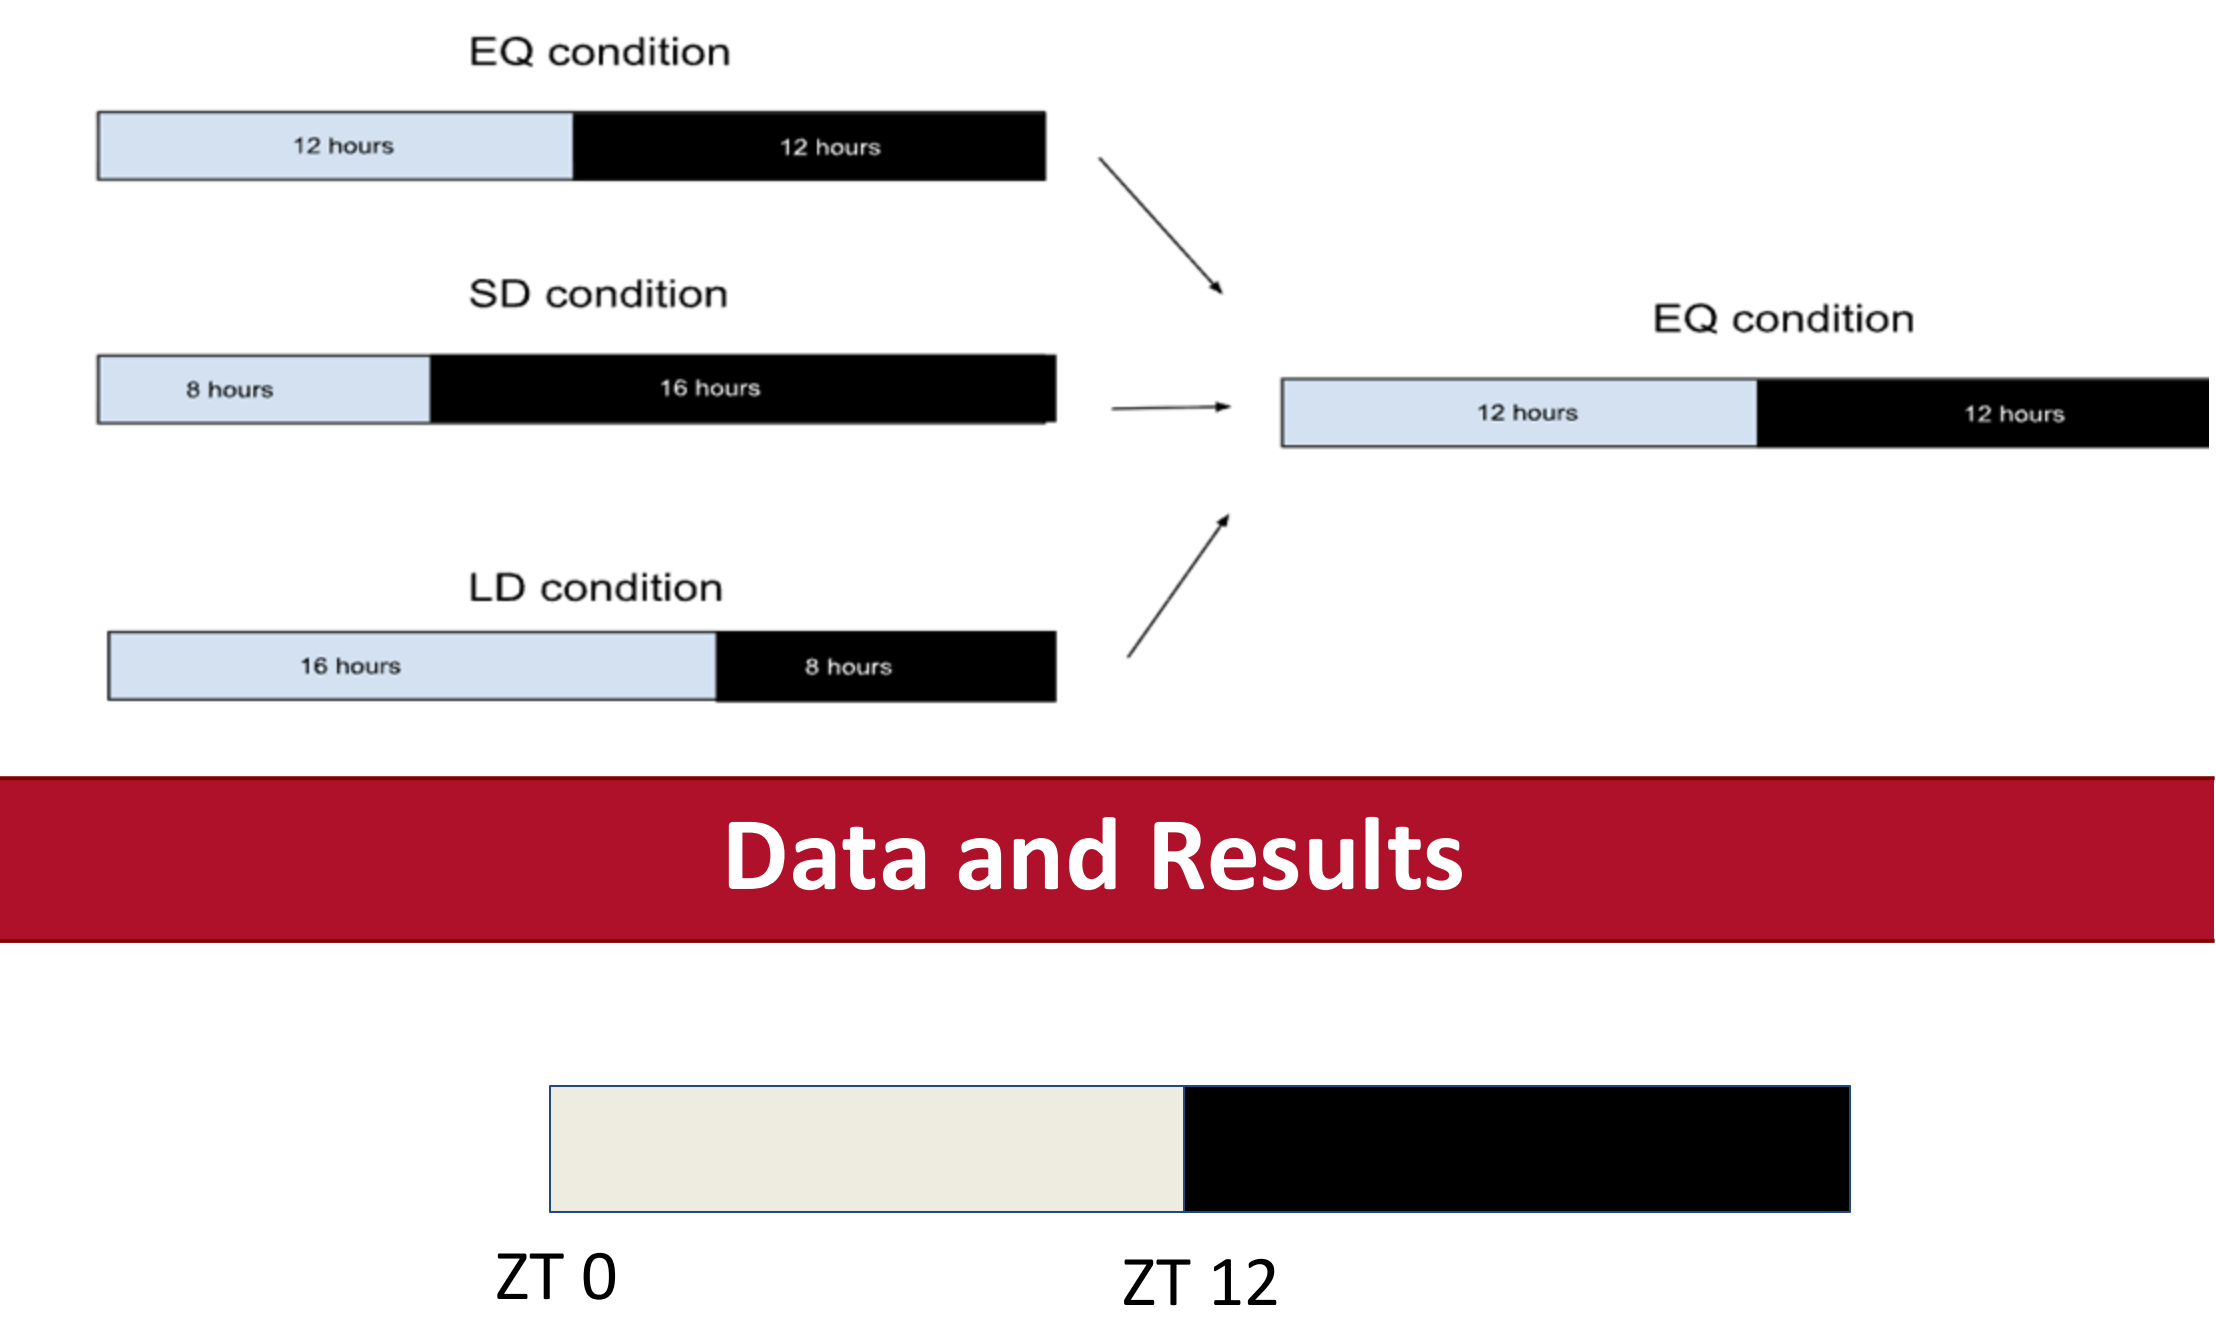 EQ condition
12 hours
12 hours
SD condition
8 hours
16 hours
LD condition
16 hours
8 hours
EQ condition
12 hours
12 hours
Data and Results
ZT 0
ZT 12